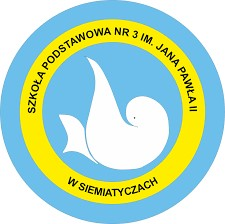 SZKOŁA PODSTAWOWA NR 3 IM. JANA PAWŁA II
W SIEMIATYCZACH